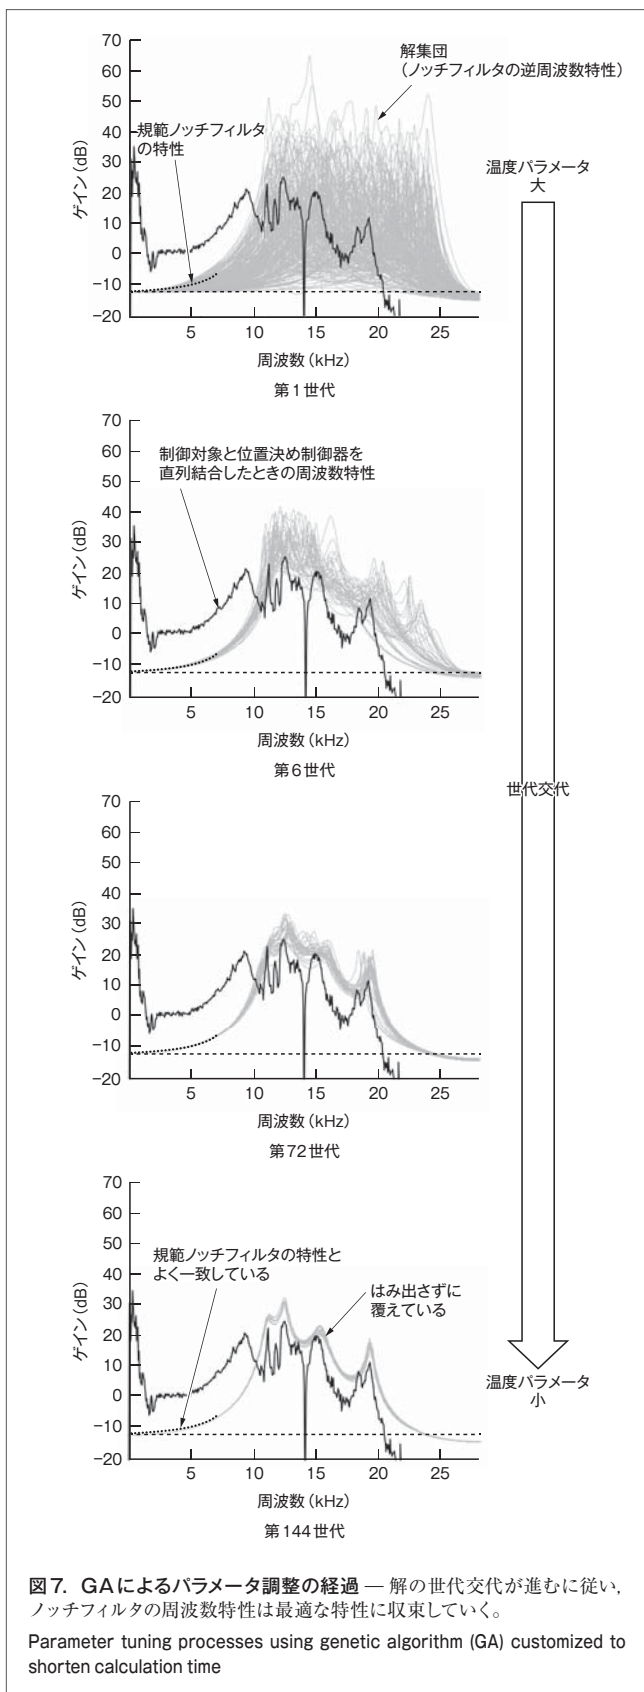 70
60
50
40
30
20
10
0
−10
−20
ゲイン(dB)
規範ノッチフィルタ
の特性
解集団
(ノッチフィルタの逆周波数特性)
5
10
15
20
25
周波数(kHz)
第1世代
温度パラメータ
大
70
60
50
40
30
20
10
0
−10
−20
ゲイン(dB)
制御対象と位置決め制御器を
直列結合したときの周波数特性
5
10
15
20
25
周波数(kHz)
第6世代
世代交代
70
60
50
40
30
20
10
0
−10
−20
ゲイン(dB)
5
10
15
20
25
周波数(kHz)
第72世代
70
60
50
40
30
20
10
0
−10
−20
ゲイン(dB)
規範ノッチフィルタの特性と
よく一致している
はみ出さずに
覆えている
5
10
15
20
25
周波数(kHz)
第144世代
温度パラメータ
小
図7. GAによるパラメータ調整の経過 — 解の世代交代が進むに従い,
ノッチフィルタの周波数特性は最適な特性に収束していく。
Parameter tuning processes using genetic algorithm (GA) customized to
shorten calculation time